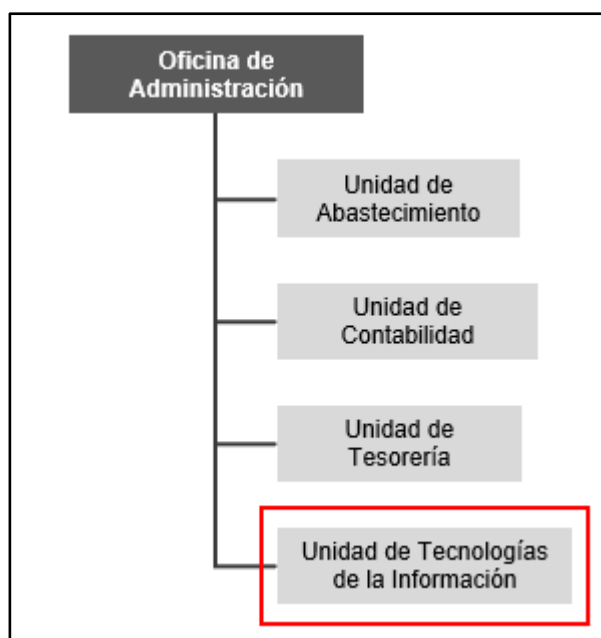 Oficina de
Administración
Unidad de
Abastecimiento
Unidad de
Contabilidad
Unidad de
Tesorería
Unidad de Tecnologías
de la Información